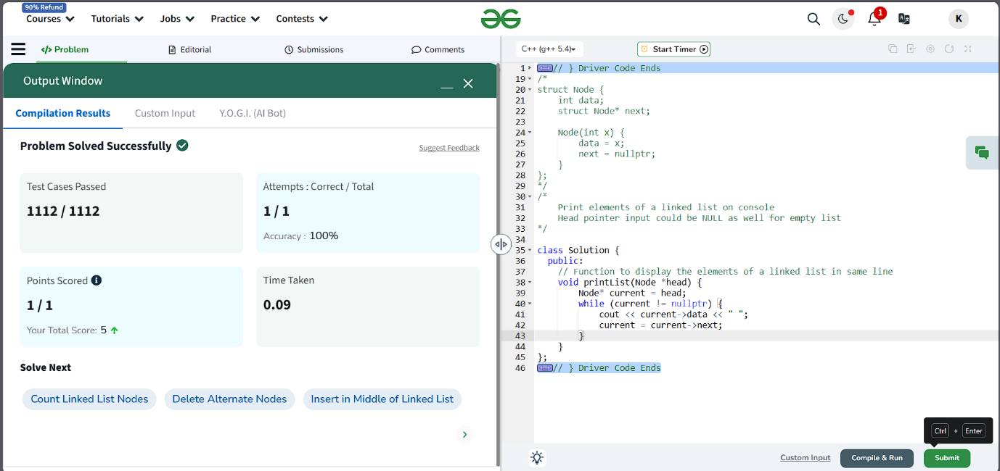 90% Refund
Courses Tutorials Jobs Practice Contests
1
K
</> Problem Editorial Submissions Comments
Output Window
Compilation Results Custom Input Y.O.G.I. (AI Bot)
Problem Solved Successfully
Suggest Feedback
Test Cases Passed
1112 / 1112
Attempts : Correct / Total
1 / 1
Accuracy : 100%
Points Scored
1 / 1
Your Total Score: 5
Time Taken
0.09
Solve Next
Count Linked List Nodes Delete Alternate Nodes Insert in Middle of Linked List
C++ (g++ 5.4) Start Timer
1 // } Driver Code Ends
19 /*
20 struct Node {
21     int data;
22     struct Node* next;
23
24     Node(int x) {
25         data = x;
26         next = nullptr;
27     }
28 };
29 */
30 /*
31     Print elements of a linked list on console
32     Head pointer input could be NULL as well for empty list
33 */
34
35 class Solution {
36   public:
37     // Function to display the elements of a linked list in same line
38     void printList(Node *head) {
39         Node* current = head;
40         while (current != nullptr) {
41             cout << current->data << " ";
42             current = current->next;
43         }
44     }
45 };
46 // } Driver Code Ends
Ctrl + Enter
Custom Input Compile & Run Submit